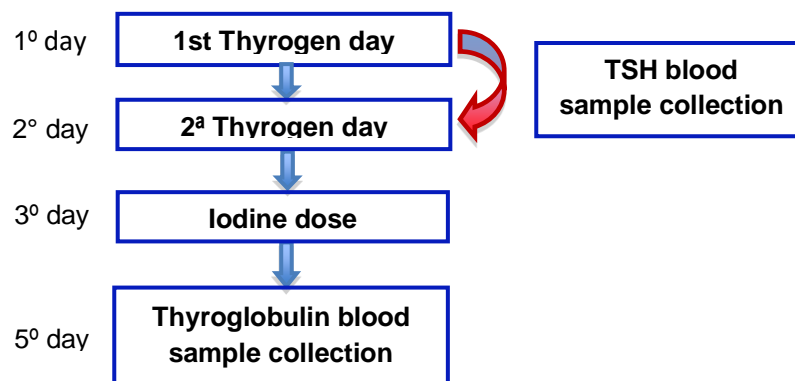 1º day
1st Thyrogen day
TSH blood
sample collection
2° day
2ª Thyrogen day
3º day
Iodine dose
5º day
Thyroglobulin blood
sample collection